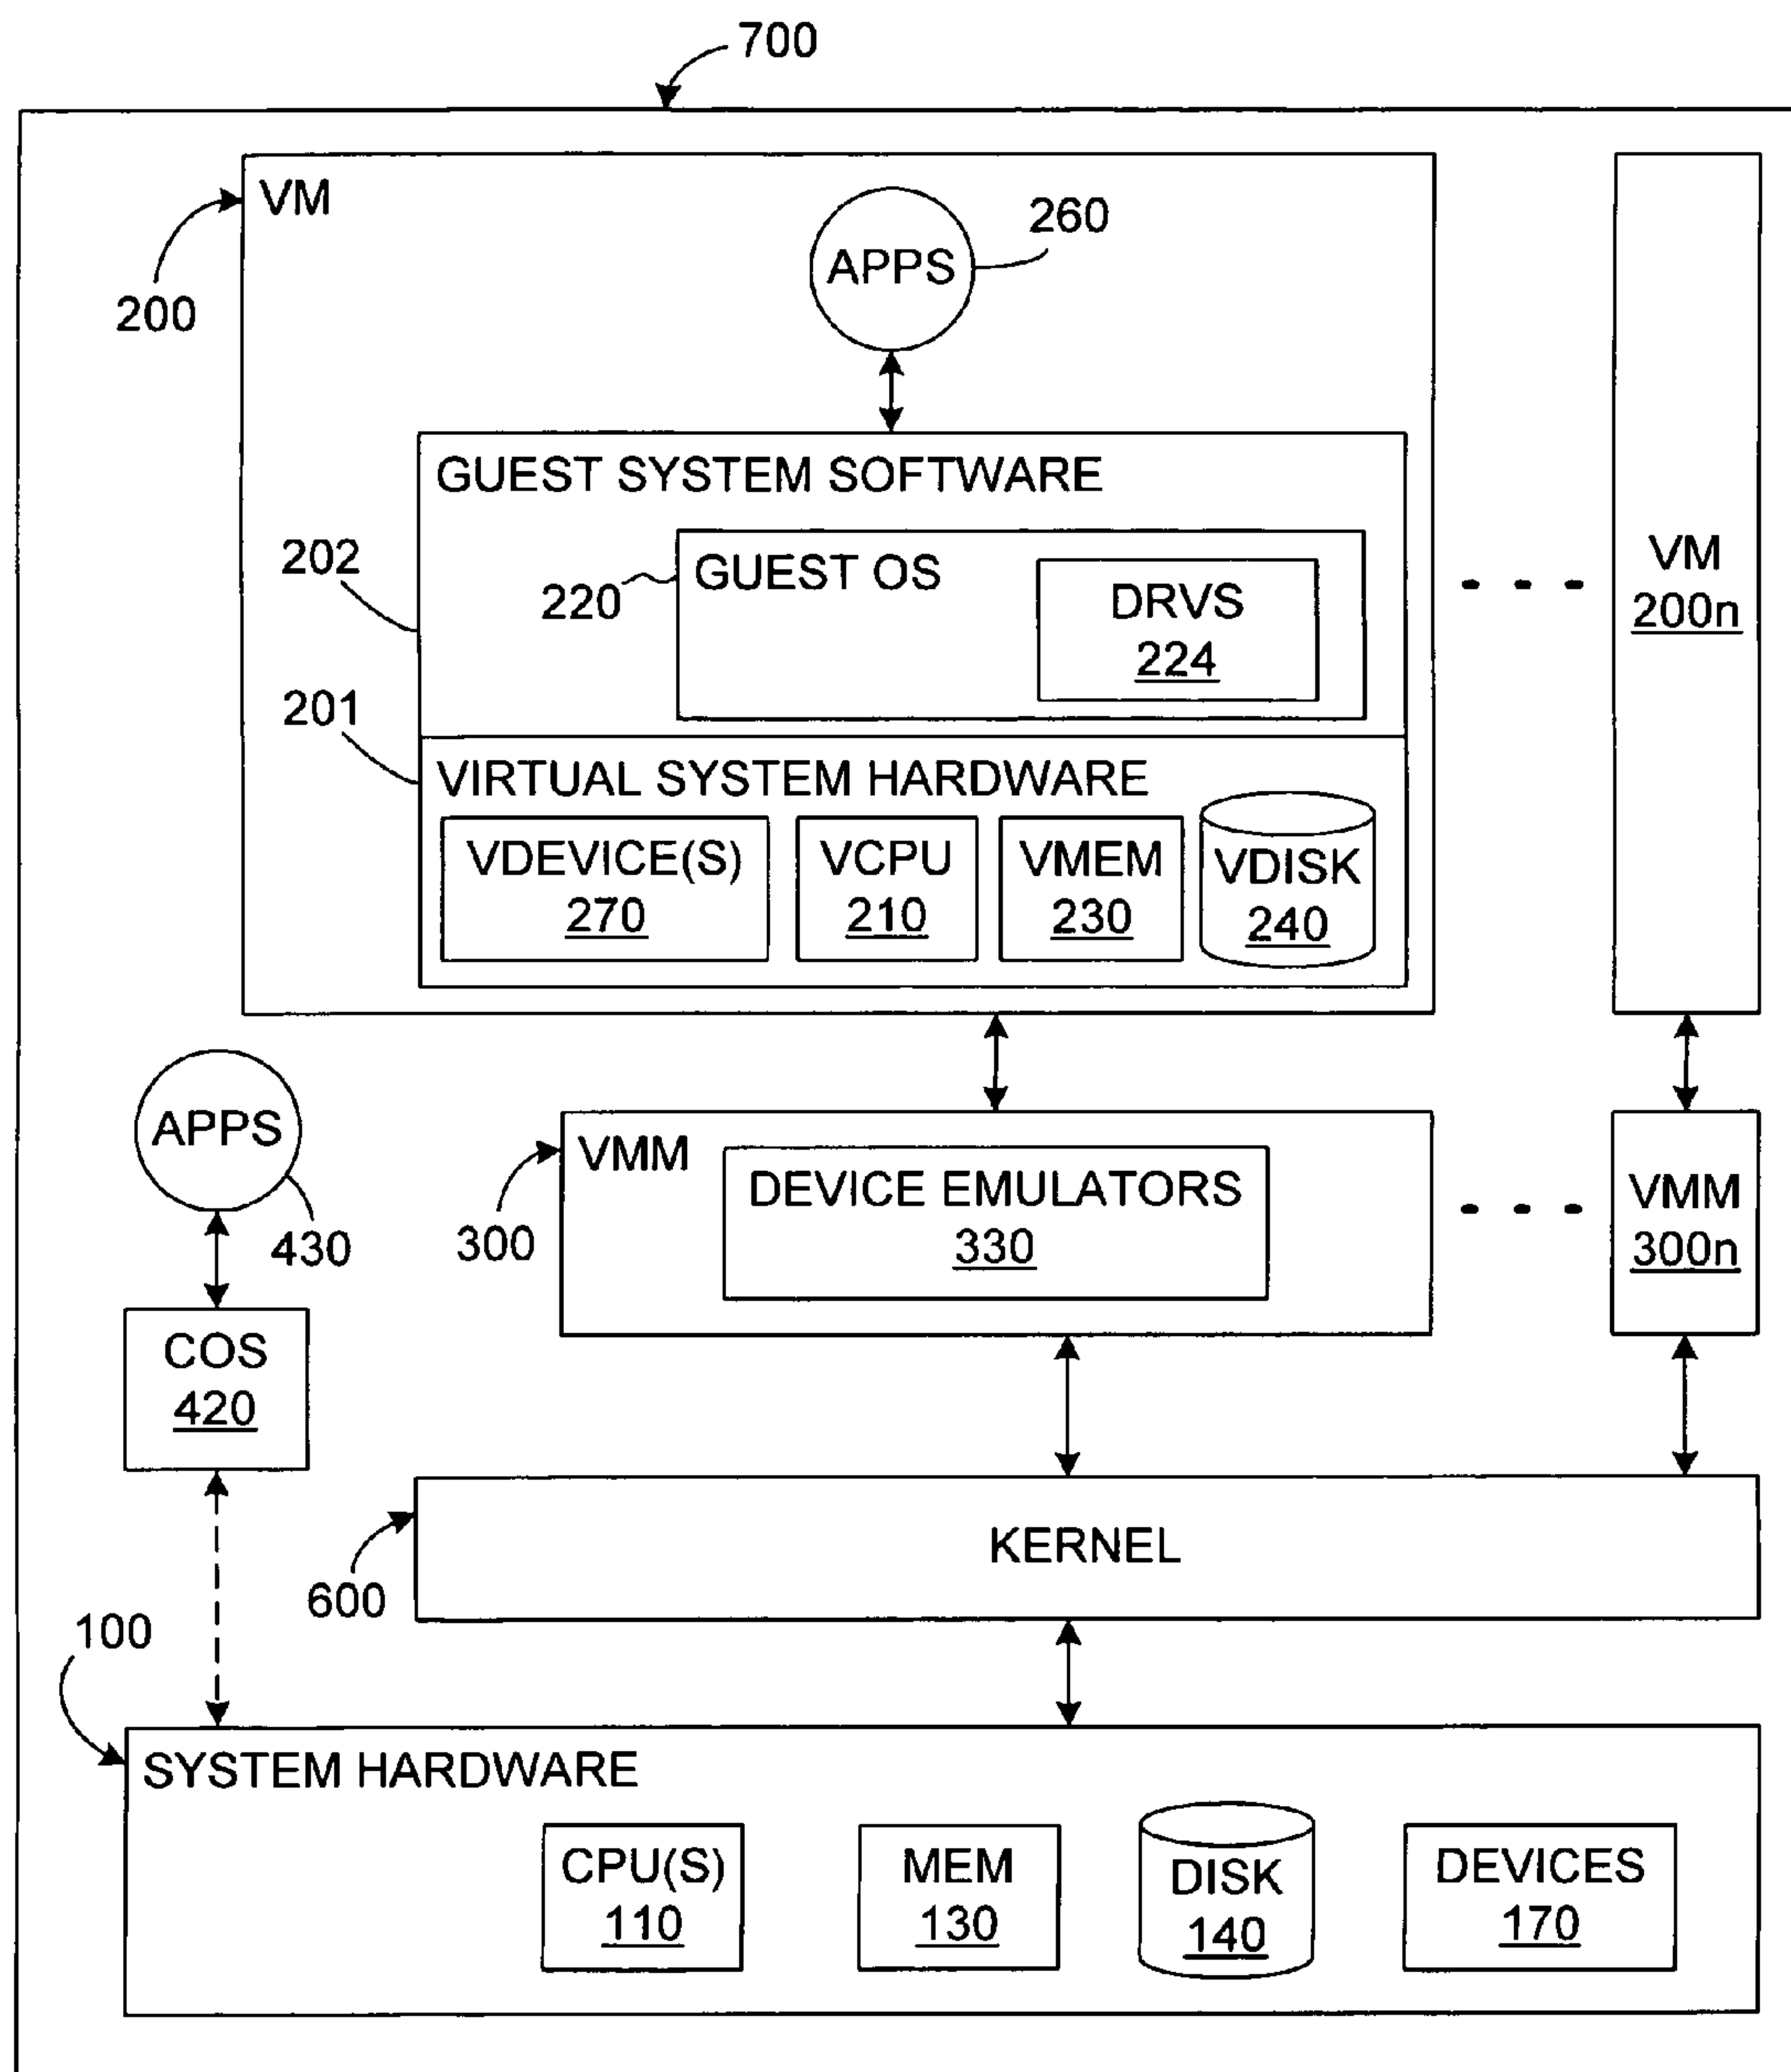 700
VM
200
APPS
260
GUEST SYSTEM SOFTWARE
202
220
GUEST OS
DRVS
224
VM
200n
201
VIRTUAL SYSTEM HARDWARE
VDEVICE(S)
270
VCPU
210
VMEM
230
VDISK
240
APPS
430
VMM
300
DEVICE EMULATORS
330
VMM
300n
COS
420
KERNEL
600
100
SYSTEM HARDWARE
CPU(S)
110
MEM
130
DISK
140
DEVICES
170